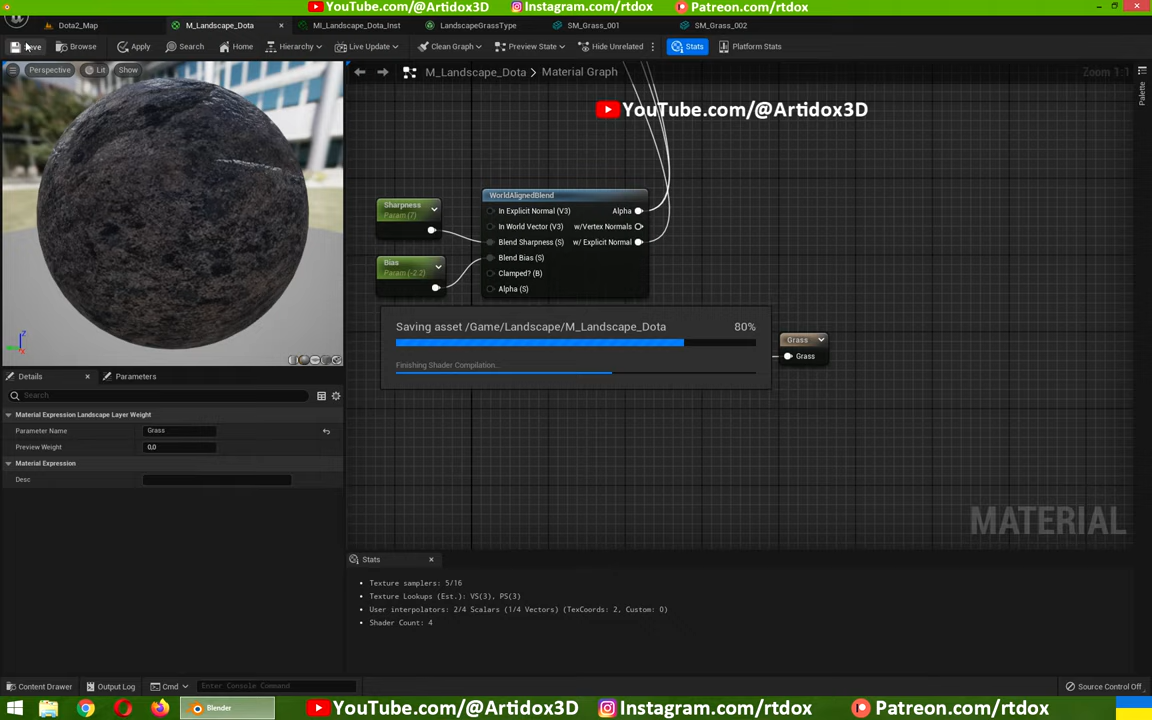 YouTube.com/@Artidox3D Instagram.com/rtdox Patreon.com/rtdox
Dota2_Map M_Landscape_Dota MI_Landscape_Dota_Inst LandscapeGrassType SM_Grass_001 SM_Grass_002
Browse Apply Search Home Hierarchy Live Update Clean Graph Preview State Hide Unrelated Stats Platform Stats
Perspective Lit Show
M_Landscape_Dota > Material Graph Zoom 1:1
Palette
YouTube.com/@Artidox3D
WorldAlignedBlend
Sharpness
Param (7)
In Explicit Normal (V3) Alpha
In World Vector (V3) w/Vertex Normals
Blend Sharpness (S) w/ Explicit Normal
Bias
Param (-2.2)
Blend Bias (S)
Clamped? (B)
Alpha (S)
Saving asset /Game/Landscape/M_Landscape_Dota 80%
Finishing Shader Compilation...
Grass
Grass
Z
X
Details Parameters
Search
Material Expression Landscape Layer Weight
Parameter Name Grass
Preview Weight 0,0
Material Expression
Desc
MATERIAL
Stats
Texture samplers: 5/16
Texture Lookups (Est.): VS(3), PS(3)
User interpolators: 2/4 Scalars (1/4 Vectors) (TexCoords: 2, Custom: 0)
Shader Count: 4
Content Drawer Output Log Cmd Enter Console Command Source Control Off
Blender YouTube.com/@Artidox3D Instagram.com/rtdox Patreon.com/rtdox